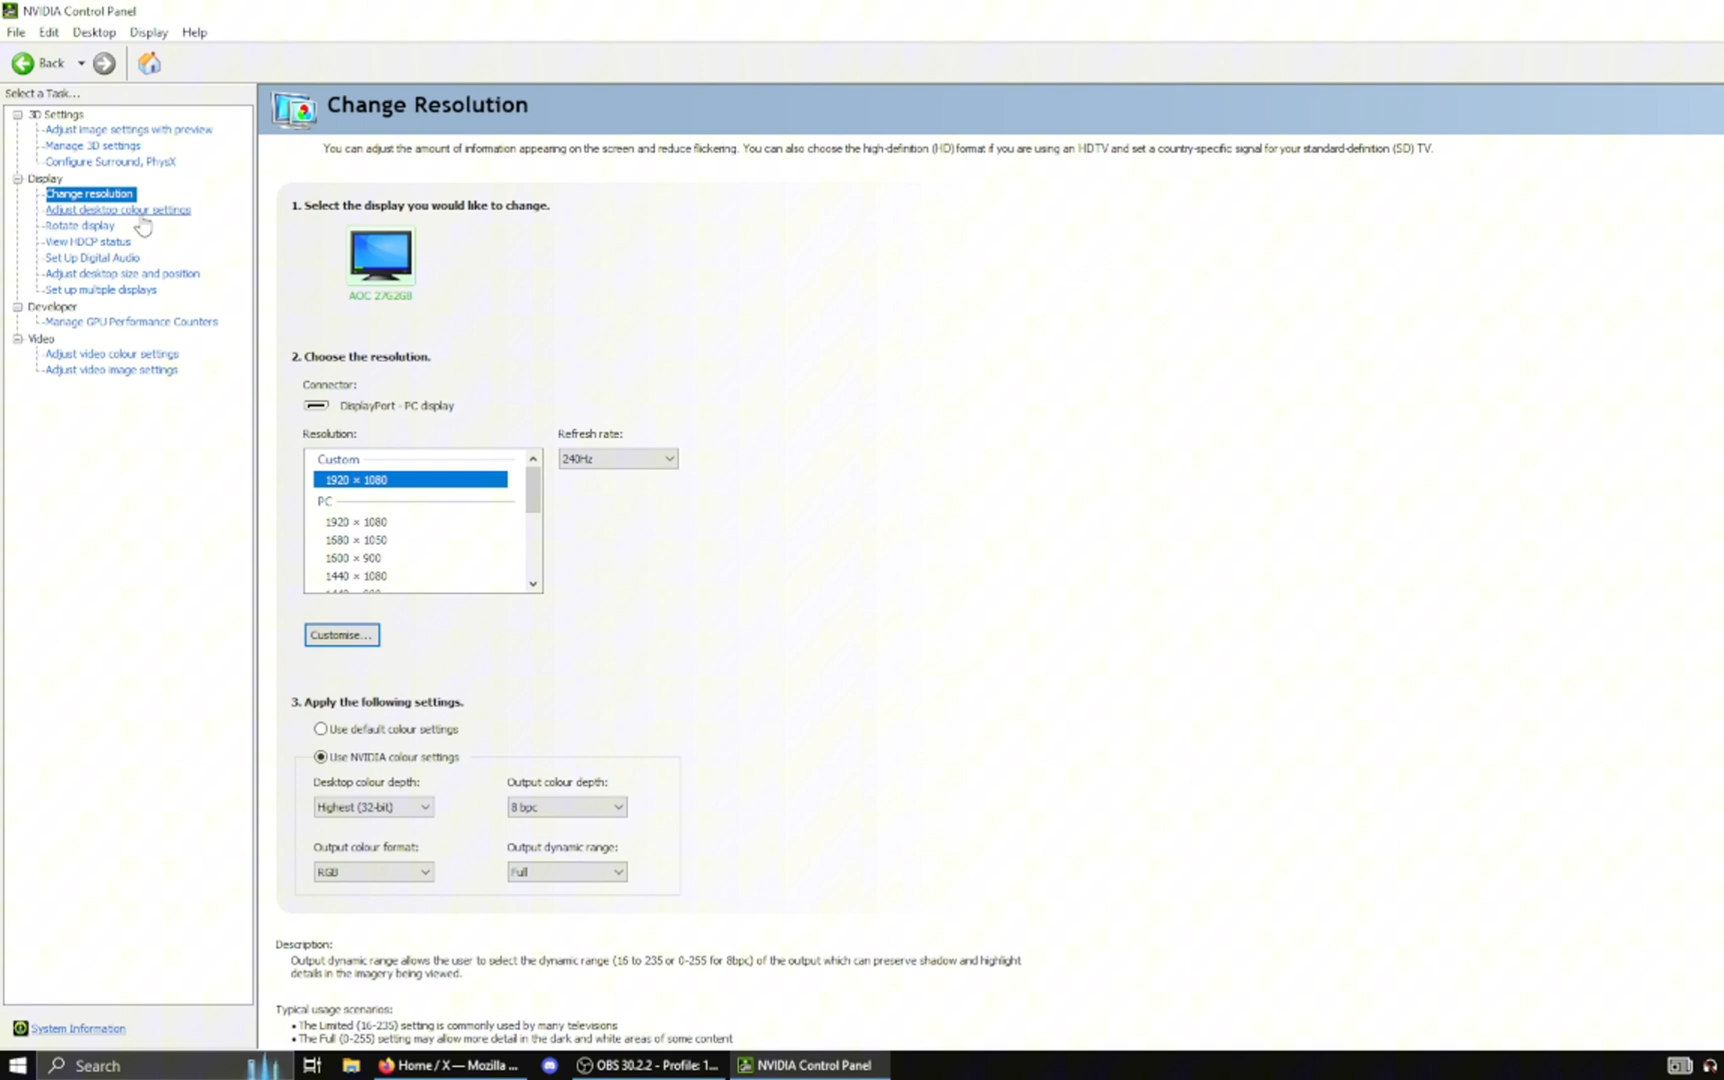 NVIDIA Control Panel
File Edit Desktop Display Help
Back
Select a Task...
3D Settings
Adjust image settings with preview
Manage 3D settings
Configure Surround, PhysX
Display
Change resolution
Adjust desktop colour settings
Rotate display
View HDCP status
Set Up Digital Audio
Adjust desktop size and position
Set up multiple displays
Developer
Manage GPU Performance Counters
Video
Adjust video colour settings
Adjust video image settings
System Information
Change Resolution
You can adjust the amount of information appearing on the screen and reduce flickering. You can also choose the high-definition (HD) format if you are using an HDTV and set a country-specific signal for your standard-definition (SD) TV.
1. Select the display you would like to change.
AOC 27G2G8
2. Choose the resolution.
Connector:
DisplayPort - PC display
Resolution:
Refresh rate:
Custom
240Hz
1920 × 1080
PC
1920 × 1080
1680 × 1050
1600 × 900
1440 × 1080
Customise...
3. Apply the following settings.
Use default colour settings
Use NVIDIA colour settings
Desktop colour depth:
Output colour depth:
Highest (32-bit)
8 bpc
Output colour format:
Output dynamic range:
RGB
Full
Description:
Output dynamic range allows the user to select the dynamic range (16 to 235 or 0-255 for 8bpc) of the output which can preserve shadow and highlight
details in the imagery being viewed.
Typical usage scenarios:
• The Limited (16-235) setting is commonly used by many televisions
• The Full (0-255) setting may allow more detail in the dark and white areas of some content
Search
Home / X — Mozilla ...
OBS 30.2.2 - Profile: 1...
NVIDIA Control Panel